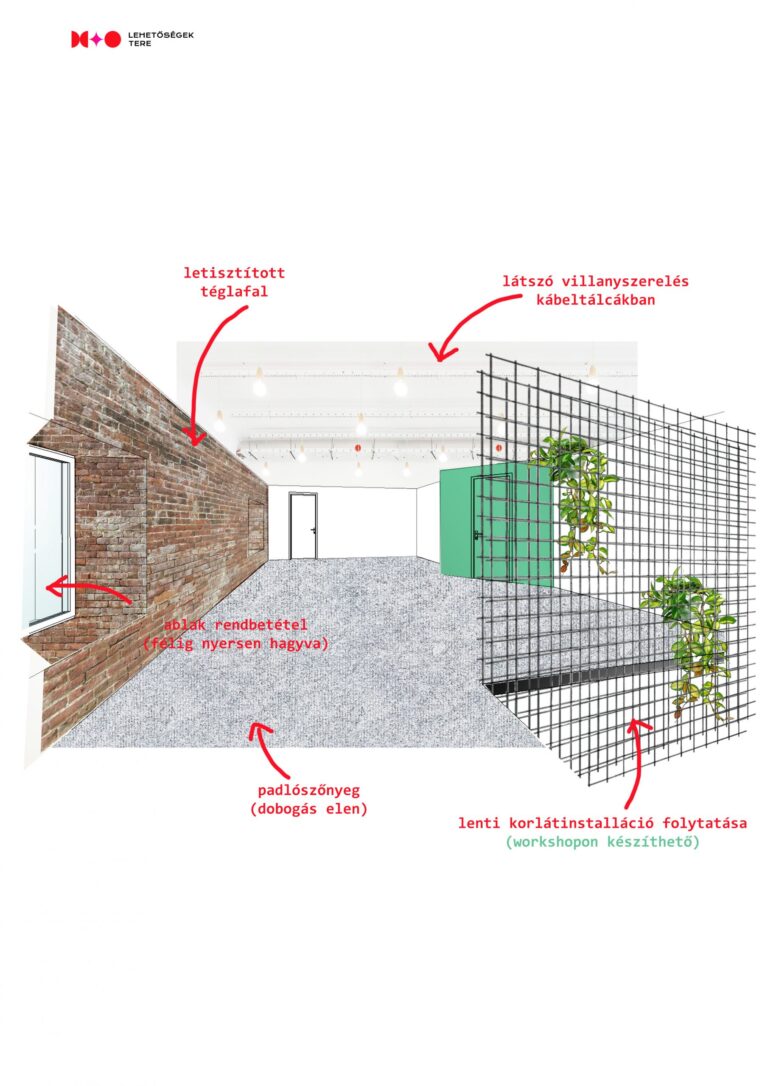 LEHETŐSÉGEK
TERE
letisztított
téglafal
látszó villanyszerelés
kábeltálcákban
ablak rendbetétel
(félig nyersen hagyva)
padlószőnyeg
(dobogás elen)
lenti korlátinstalláció folytatása
(workshopon készíthető)